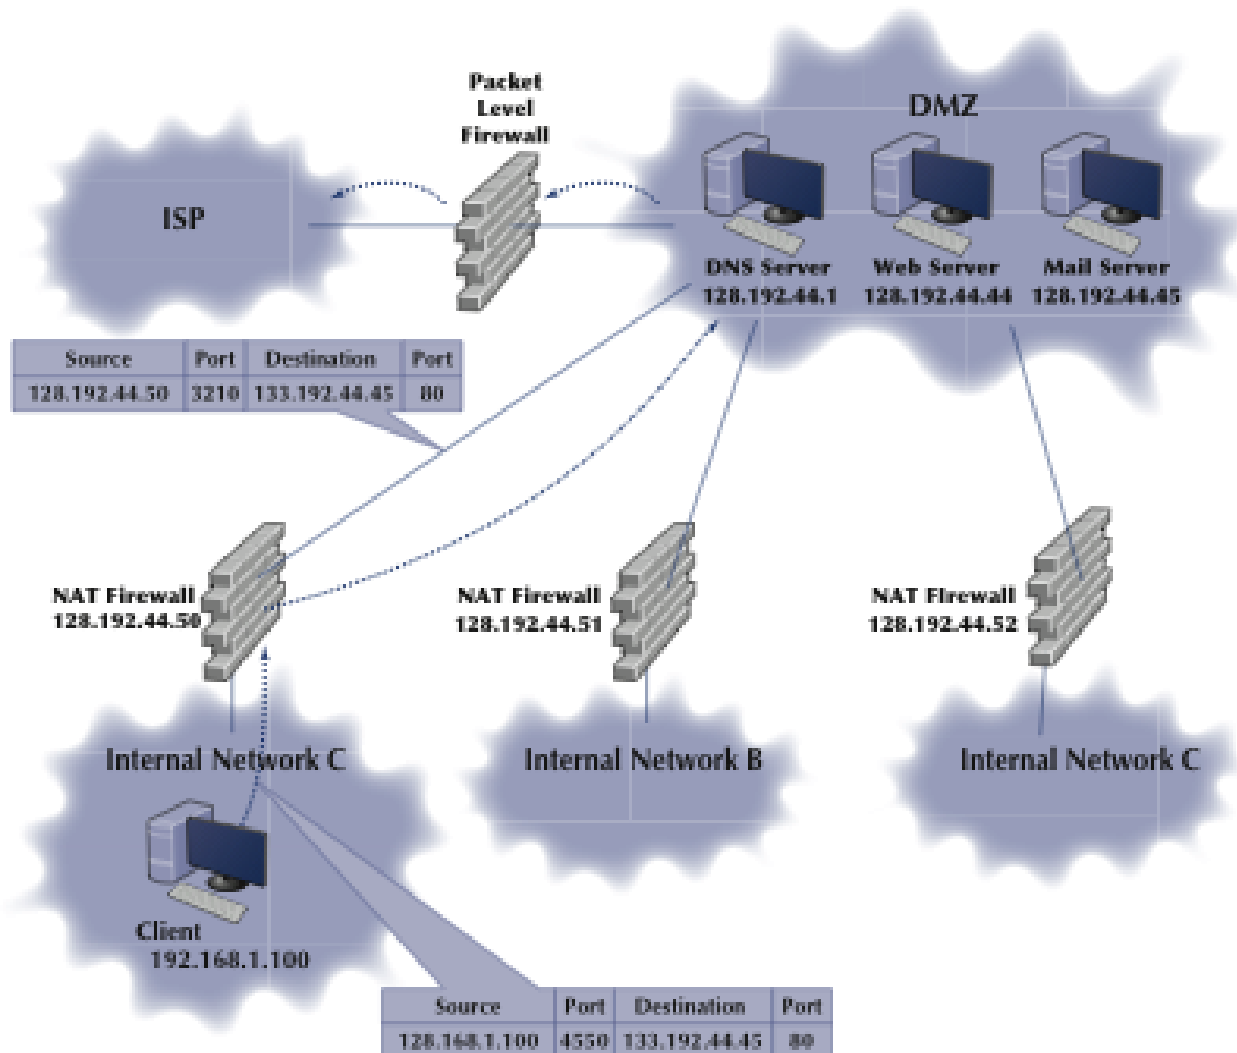 Packet
Level
Firewall
DMZ
ISP
DNS Server
128.192.44.1
Web Server
128.192.44.44
Mail Server
128.192.44.45
Source Port Destination Port
128.192.44.50 3210 133.192.44.45 80
NAT Firewall
128.192.44.50
NAT Firewall
128.192.44.51
NAT Firewall
128.192.44.52
Internal Network C
Internal Network B
Internal Network C
Client
192.168.1.100
Source Port Destination Port
128.168.1.100 4550 133.192.44.45 80